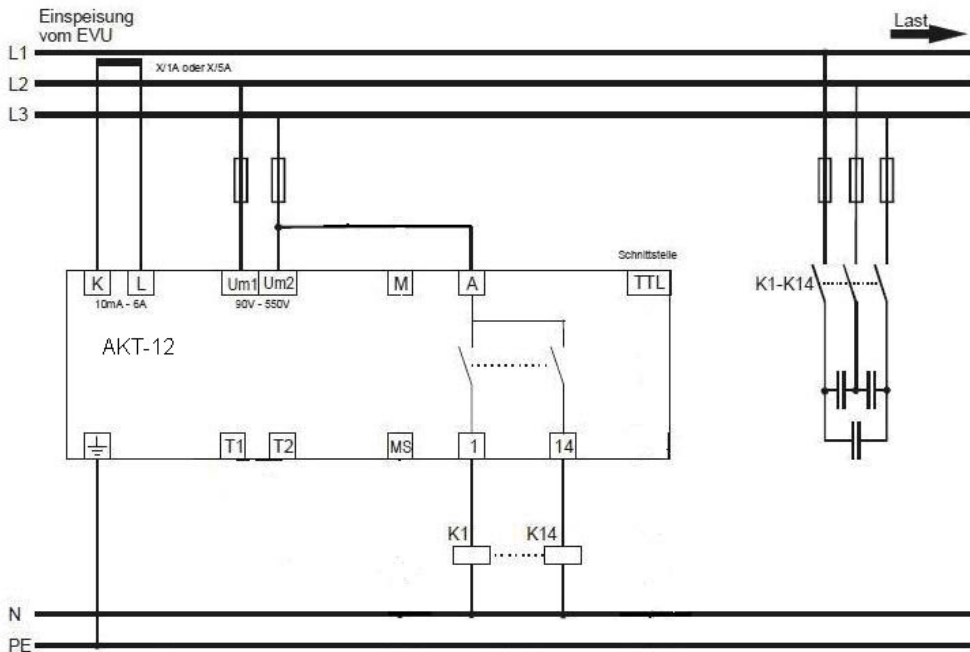 Einspeisung
vom EVU
Last
L1
X/1A oder X/5A
L2
L3
Schnittstelle
K L Um1 Um2 M A TTL
10mA - 6A 90V - 550V
K1-K14
AKT-12
T1 T2 MS 1 14
K1 K14
N
PE